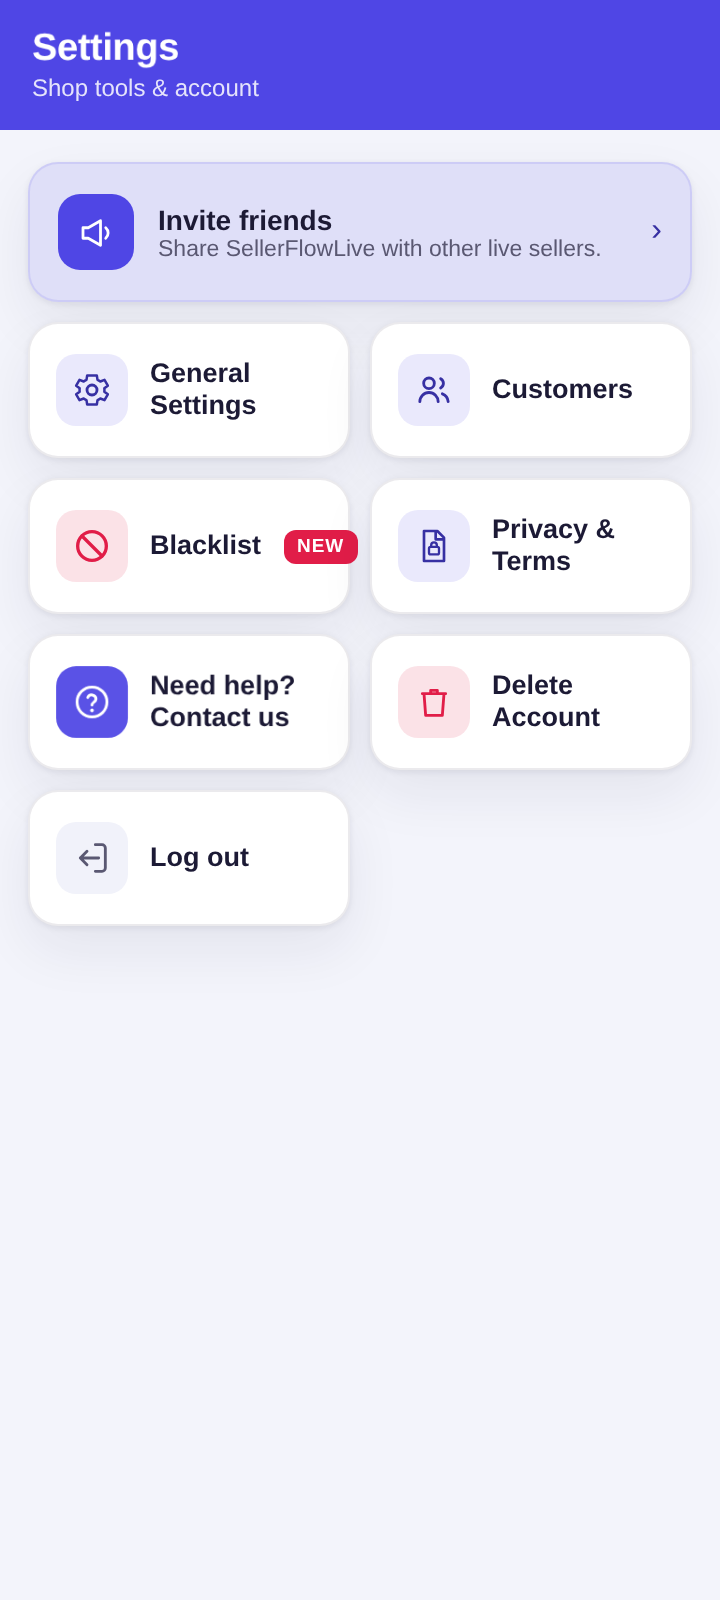 Settings
Shop tools & account
Invite friends
Share SellerFlowLive with other live sellers.
General
Settings
Customers
Blacklist NEW
Privacy &
Terms
Need help?
Contact us
Delete
Account
Log out